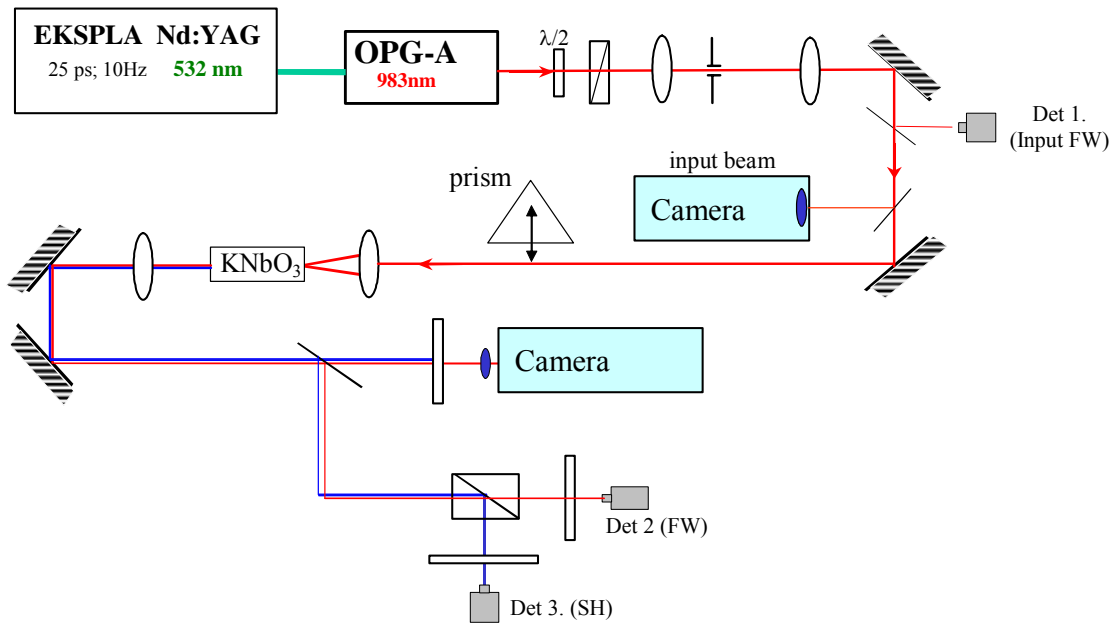 EKSPLA Nd:YAG
25 ps; 10Hz 532 nm
OPG-A
983nm
λ/2
Det 1.
(Input FW)
input beam
Camera
prism
KNbO₃
Camera
Det 2 (FW)
Det 3. (SH)